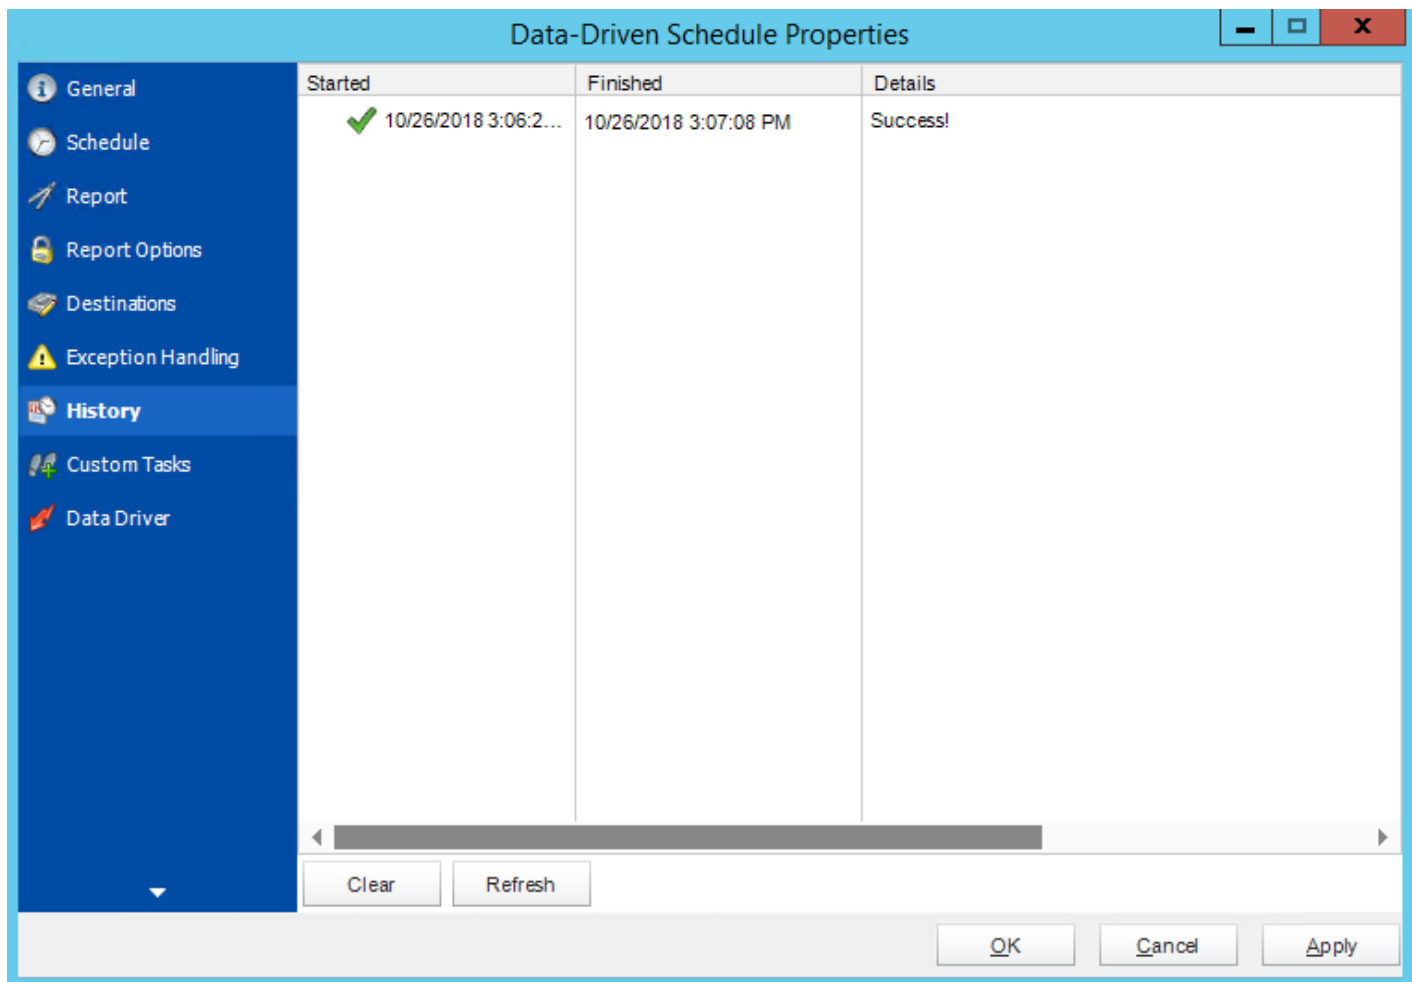 Data-Driven Schedule Properties
General
Schedule
Report
Report Options
Destinations
Exception Handling
History
Custom Tasks
Data Driver
Started Finished Details
10/26/2018 3:06:2... 10/26/2018 3:07:08 PM Success!
Clear Refresh
OK Cancel Apply